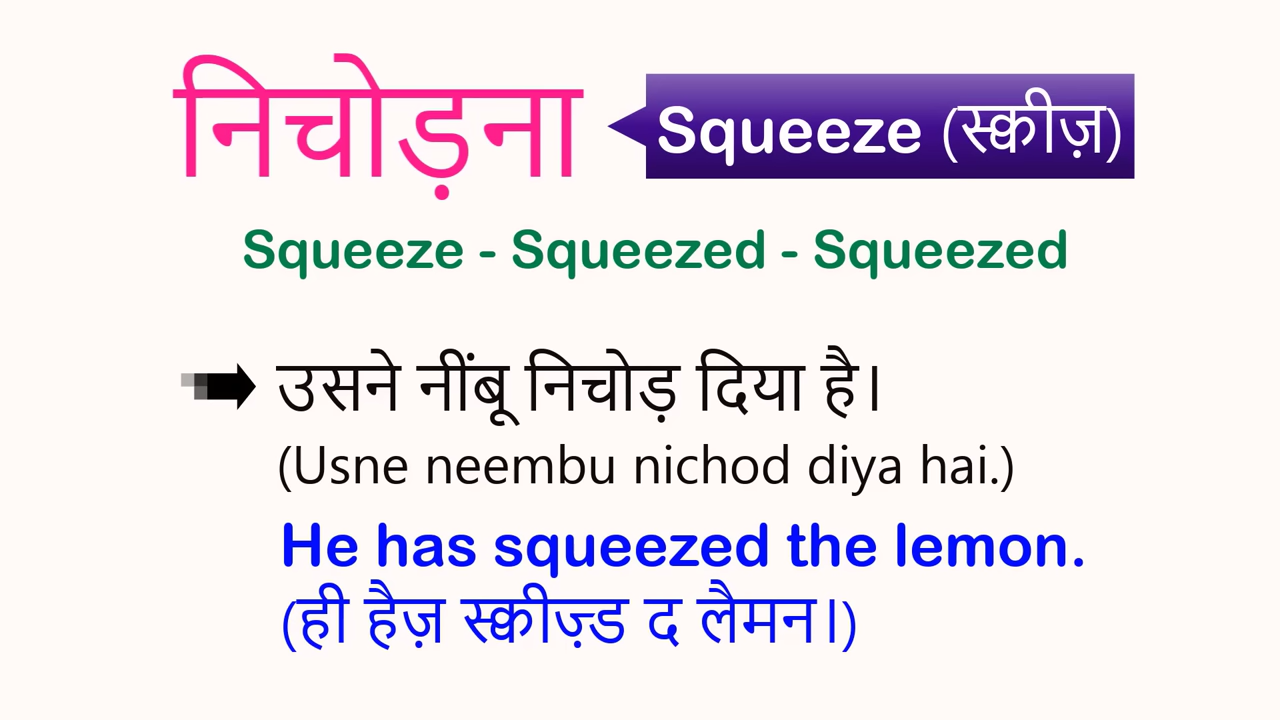 निचोड़ना Squeeze (स्क्वीज़)
Squeeze - Squeezed - Squeezed
उसने नींबू निचोड़ दिया है।
(Usne neembu nichod diya hai.)
He has squeezed the lemon.
(ही हैज़ स्क्वीज़्ड द लैमन।)